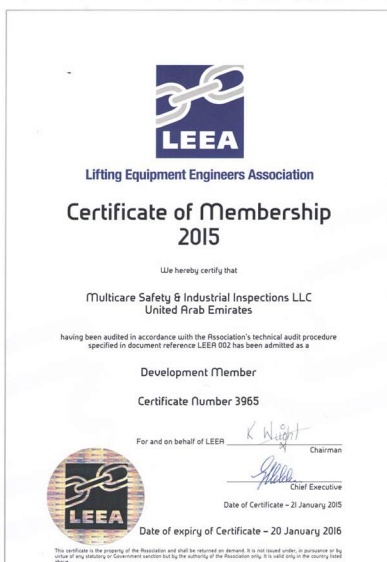 LEEA
Lifting Equipment Engineers Association
Certificate of Membership
2015
We hereby certify that
Multicare Safety & Industrial Inspections LLC
United Arab Emirates
having been audited in accordance with the Association's technical audit procedure
specified in document reference LEEA 002 has been admitted as a
Development Member
Certificate Number 3965
For and on behalf of LEEA
K Wright
Chairman
Chief Executive
Date of Certificate – 21 January 2015
LEEA
Date of expiry of Certificate – 20 January 2016
This certificate is the property of the Association and shall be returned on demand. It is not issued under, in pursuance or by
virtue of any statutory or Government sanction but by the authority of the Association only. It is valid only in the country listed
above.